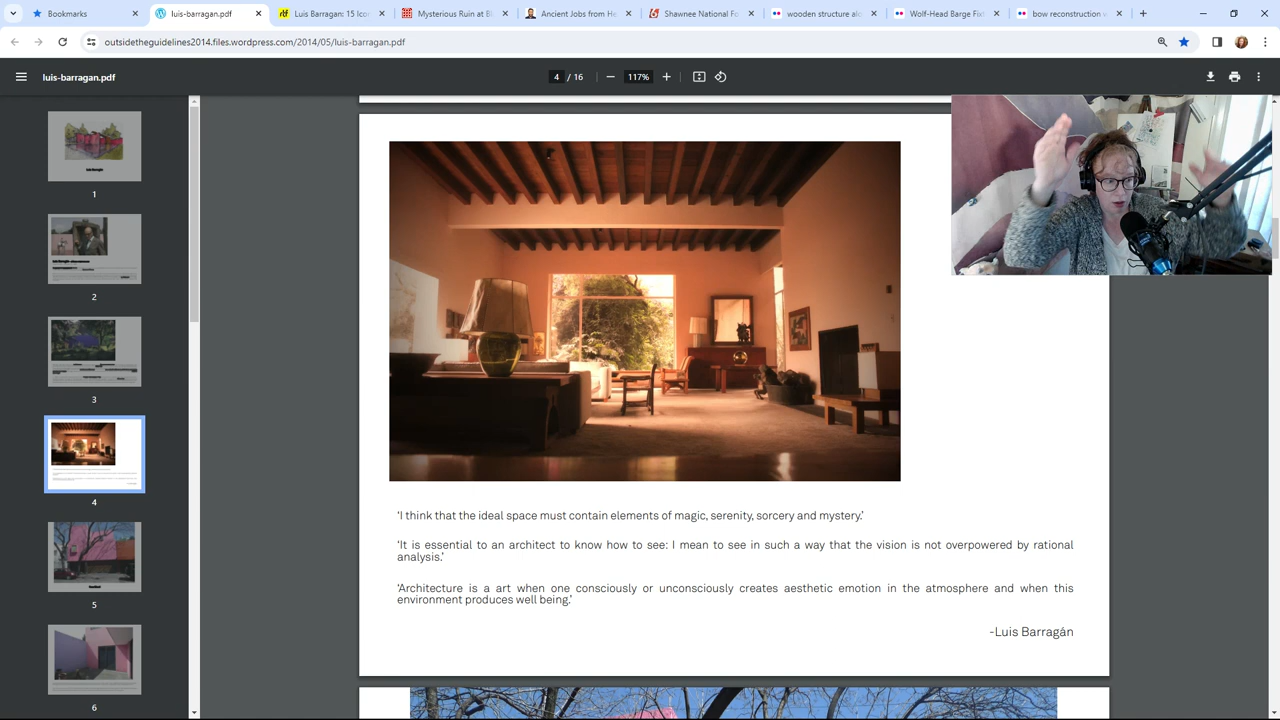 Bookmarks
luis-barragan.pdf
Luis Barragan: 15 Icon
Mysterious Ruin at Bi
Ancient Jobs from He
Shawnee National Fo
wooden structure alo
Wolf-Head Barge Fix
bow reconstruction v
outsidetheguidelines2014.files.wordpress.com/2014/05/luis-barragan.pdf
luis-barragan.pdf
4 / 16
117%
1
2
3
4
5
6
‘I think that the ideal space must contain elements of magic, serenity, sorcery and mystery.’
‘It is essential to an architect to know how to see: I mean to see in such a way that the vision is not overpowered by rational
analysis.’
‘Architecture is a art when one consciously or unconsciously creates aesthetic emotion in the atmosphere and when this
environment produces well being.’
-Luis Barragán